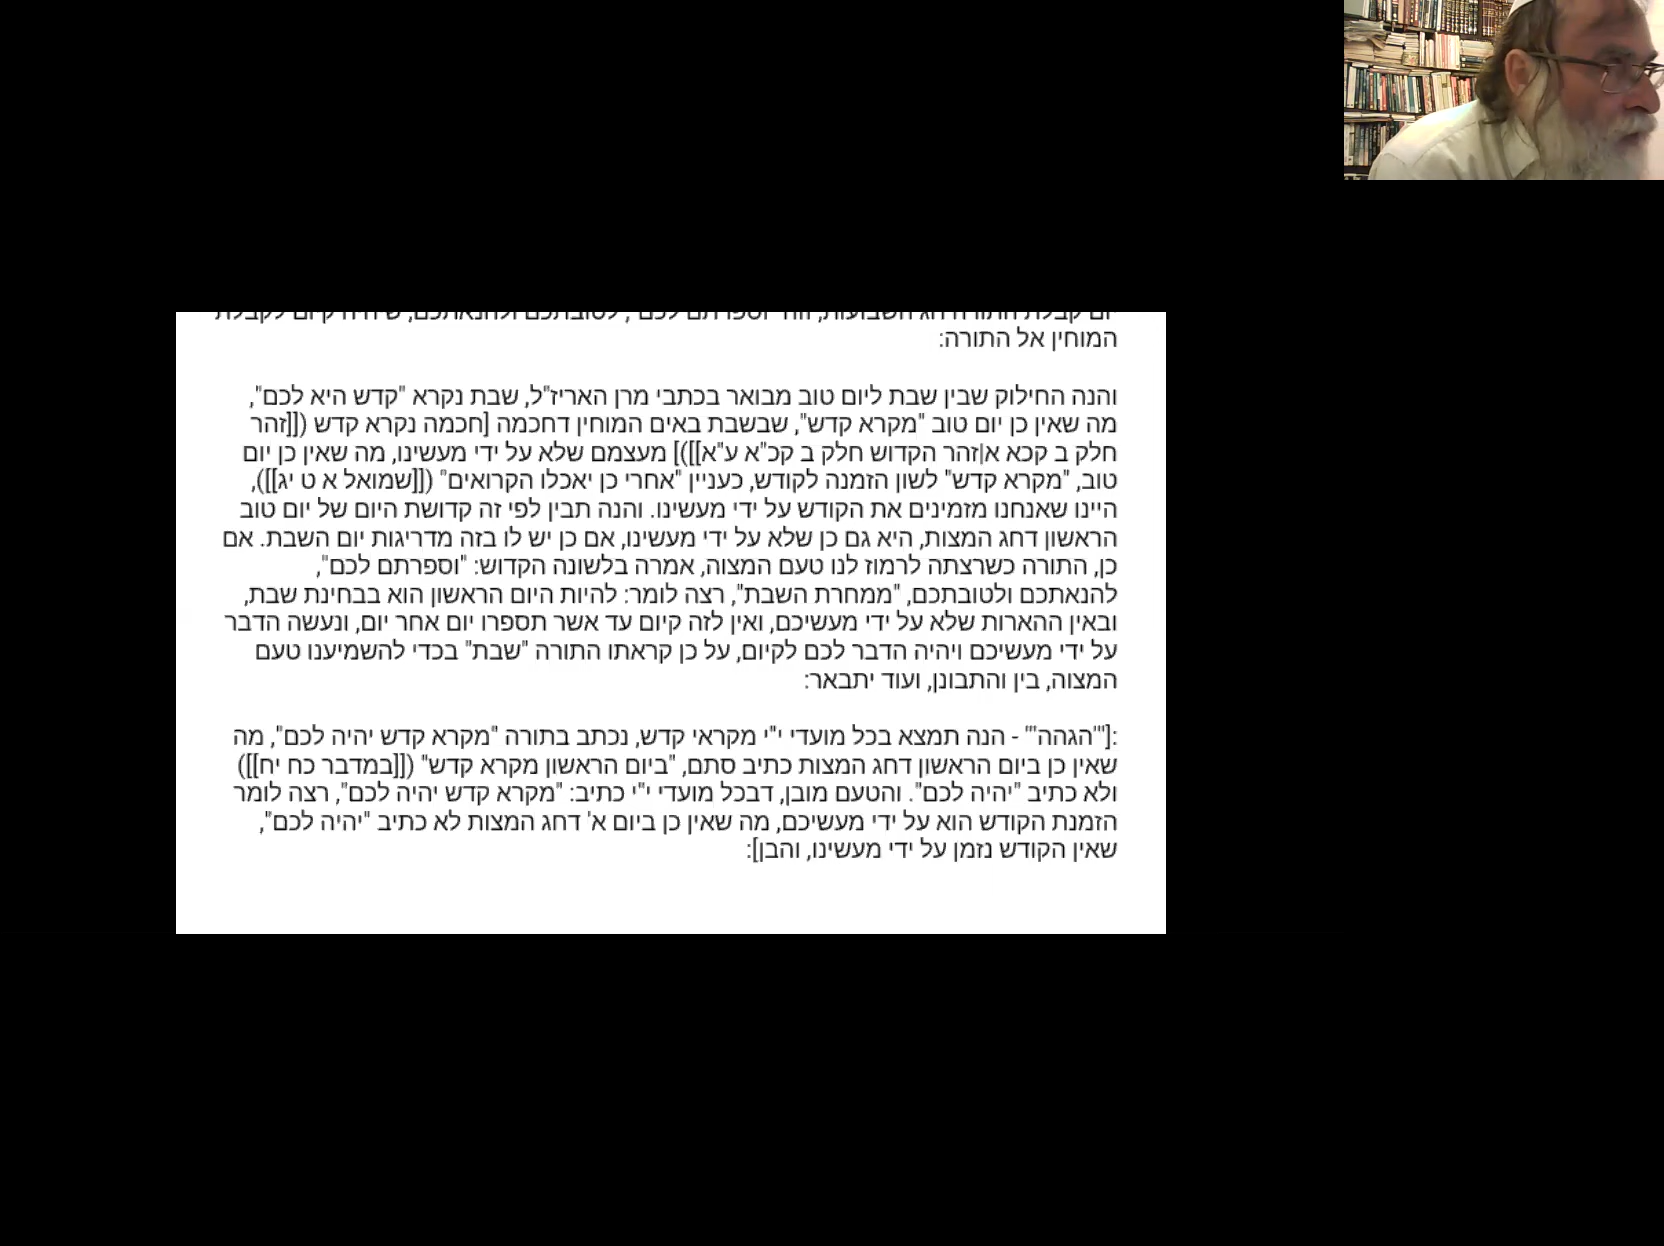 המוחין אל התורה:
והנה החילוק שבין שבת ליום טוב מבואר בכתבי מרן האריז"ל, שבת נקרא "קדש היא לכם",
מה שאין כן יום טוב "מקרא קדש", שבשבת באים המוחין דחכמה [חכמה נקרא קדש ([[זהר
חלק ב קכא א|זהר הקדוש חלק ב קכ"א ע"א]])] מעצמם שלא על ידי מעשינו, מה שאין כן יום
טוב, "מקרא קדש" לשון הזמנה לקודש, כעניין "אחרי כן יאכלו הקרואים" ([[שמואל א ט יג]]),
היינו שאנחנו מזמינים את הקודש על ידי מעשינו. והנה תבין לפי זה קדושת היום של יום טוב
הראשון דחג המצות, היא גם כן שלא על ידי מעשינו, אם כן יש לו בזה מדריגות יום השבת. אם
כן, התורה כשרצתה לרמוז לנו טעם המצוה, אמרה בלשונה הקדוש: "וספרתם לכם",
להנאתכם ולטובתכם, "ממחרת השבת", רצה לומר: להיות היום הראשון הוא בבחינת שבת,
ובאין ההארות שלא על ידי מעשיכם, ואין לזה קיום עד אשר תספרו יום אחר יום, ונעשה הדבר
על ידי מעשיכם ויהיה הדבר לכם לקיום, על כן קראתו התורה "שבת" בכדי להשמיענו טעם
המצוה, בין והתבונן, ועוד יתבאר:
:['''הגהה''' - הנה תמצא בכל מועדי י"י מקראי קדש, נכתב בתורה "מקרא קדש יהיה לכם", מה
שאין כן ביום הראשון דחג המצות כתיב סתם, "ביום הראשון מקרא קדש" ([[במדבר כח יח]])
ולא כתיב "יהיה לכם". והטעם מובן, דבכל מועדי י"י כתיב: "מקרא קדש יהיה לכם", רצה לומר
הזמנת הקודש הוא על ידי מעשיכם, מה שאין כן ביום א' דחג המצות לא כתיב "יהיה לכם",
שאין הקודש נזמן על ידי מעשינו, והבן]: